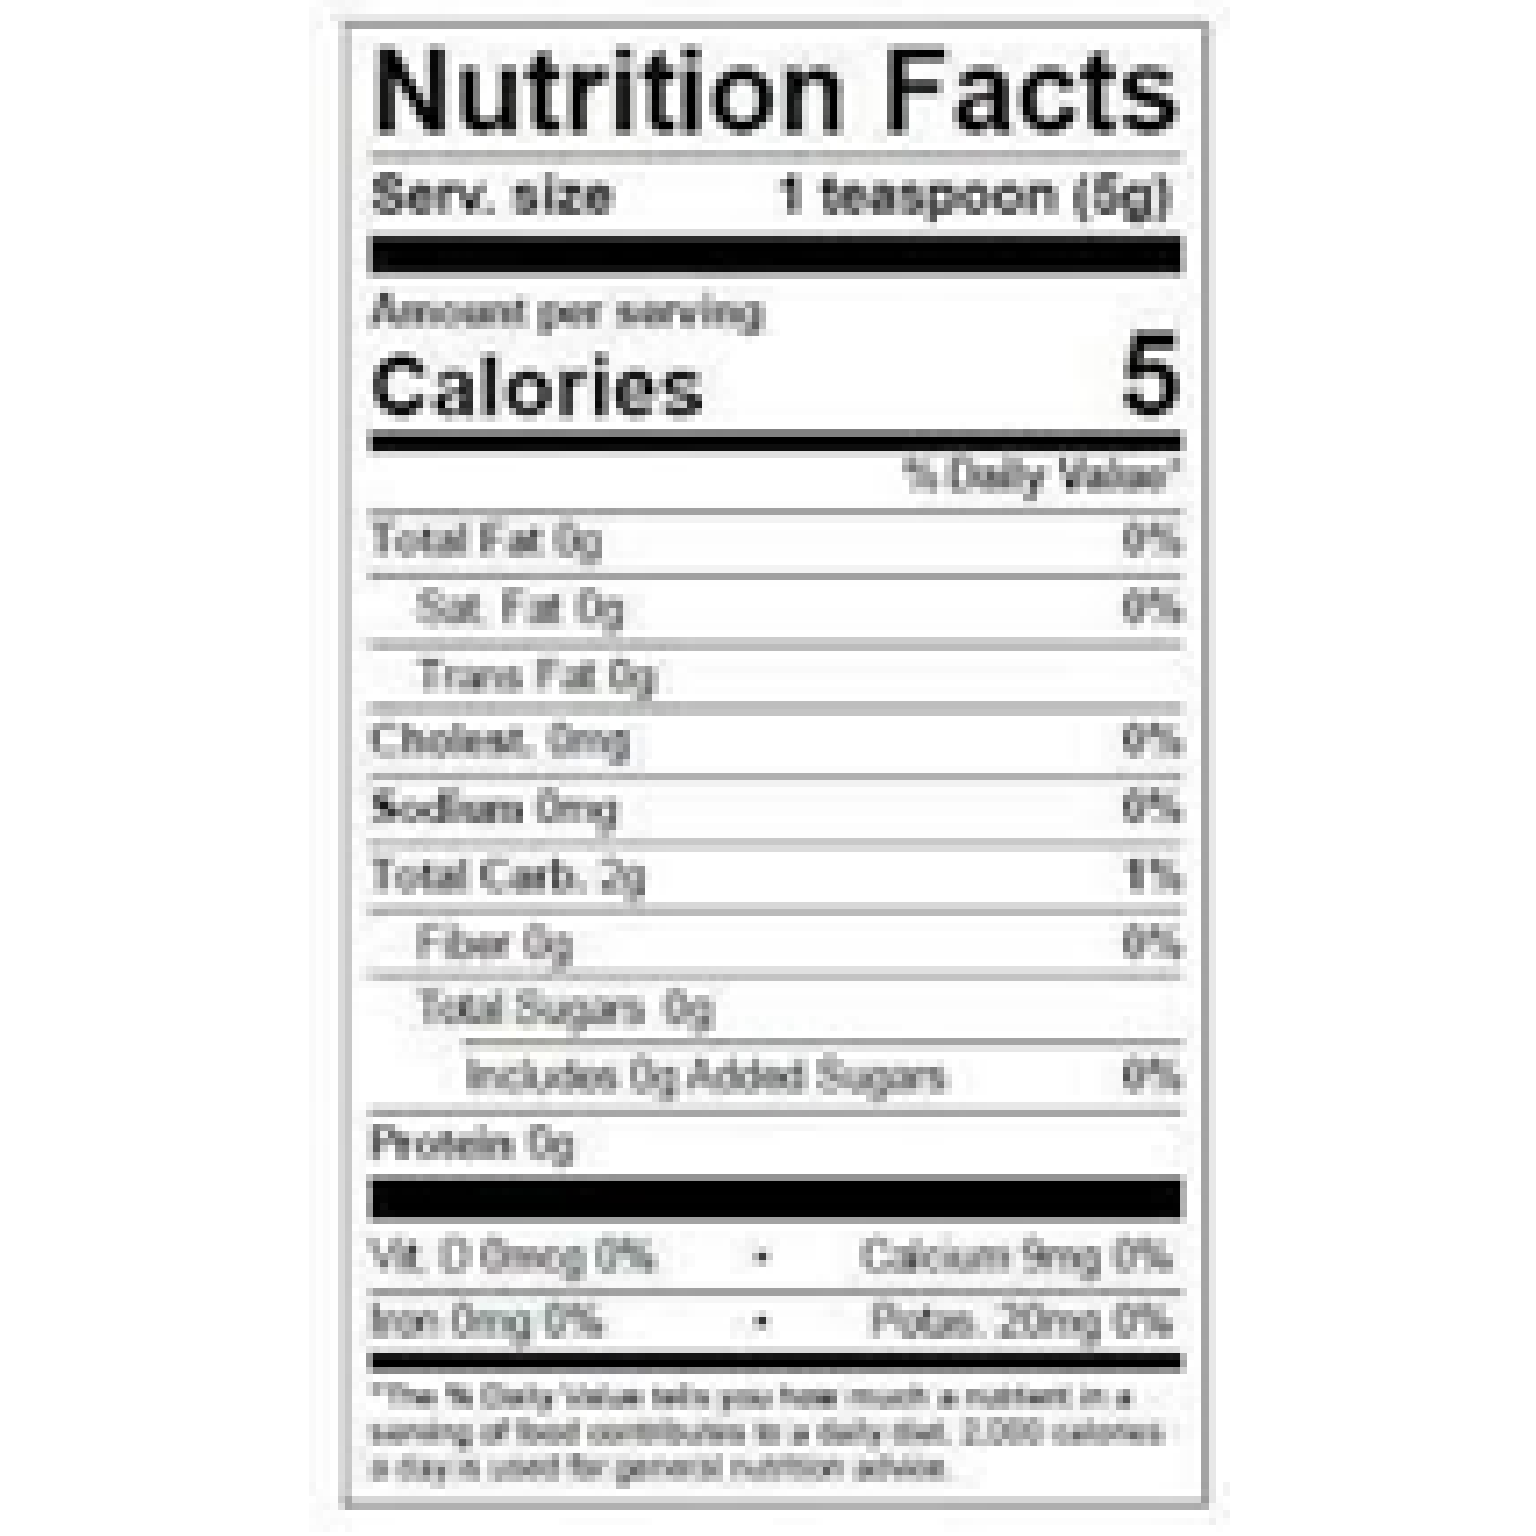 Nutrition Facts
Serv. size 1 teaspoon (5g)
Amount per serving
Calories 5
% Daily Value*
Total Fat 0g 0%
Sat. Fat 0g 0%
Trans Fat 0g
Cholest. 0mg 0%
Sodium 0mg 0%
Total Carb. 2g 1%
Fiber 0g 0%
Total Sugars 0g
Includes 0g Added Sugars 0%
Protein 0g
Vit. D 0mcg 0% • Calcium 9mg 0%
Iron 0mg 0% • Potas. 20mg 0%
*The % Daily Value tells you how much a nutrient in a
serving of food contributes to a daily diet. 2,000 calories
a day is used for general nutrition advice.